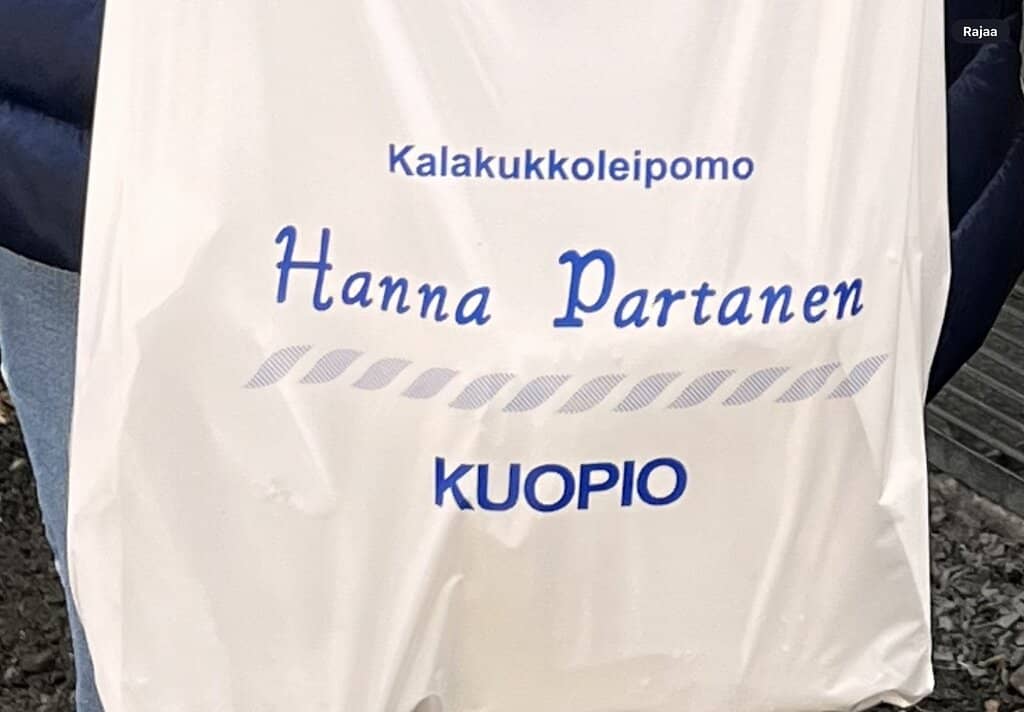 Rajaa
Kalakukkoleipomo
Hanna Partanen
KUOPIO